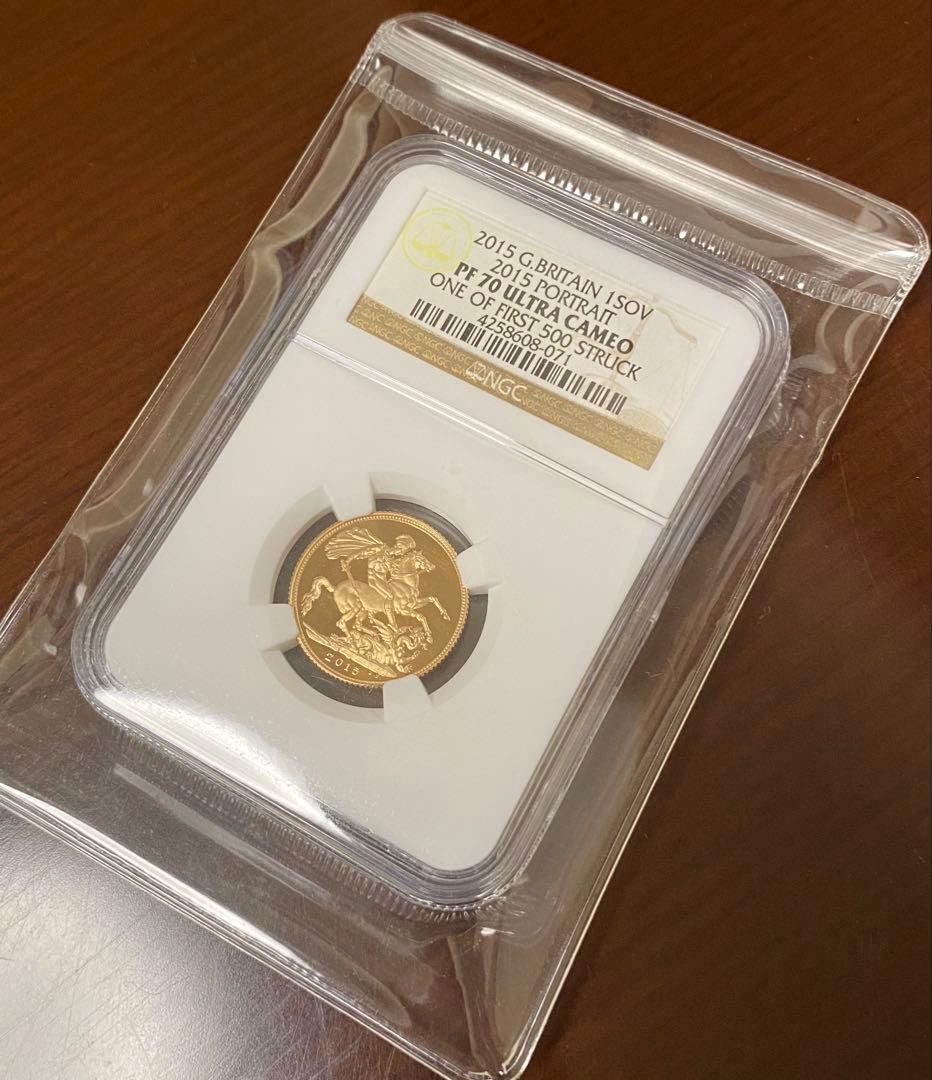 2015 G.BRITAIN 1SOV
2015 PORTRAIT
PF 70 ULTRA CAMEO
ONE OF FIRST 500 STRUCK
4258608-071
NGC
2015